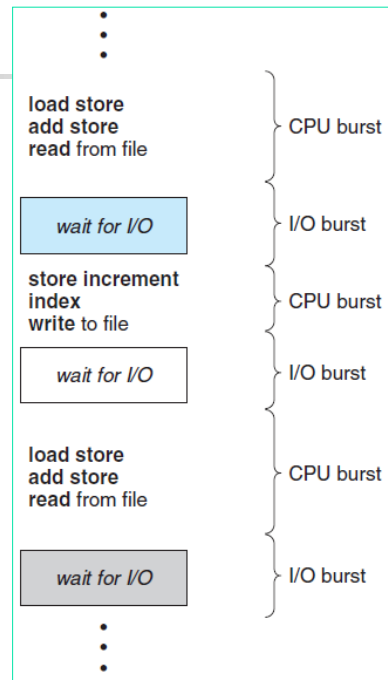 load store
add store
read from file
CPU burst
wait for I/O
I/O burst
store increment
index
write to file
CPU burst
wait for I/O
I/O burst
load store
add store
read from file
CPU burst
wait for I/O
I/O burst